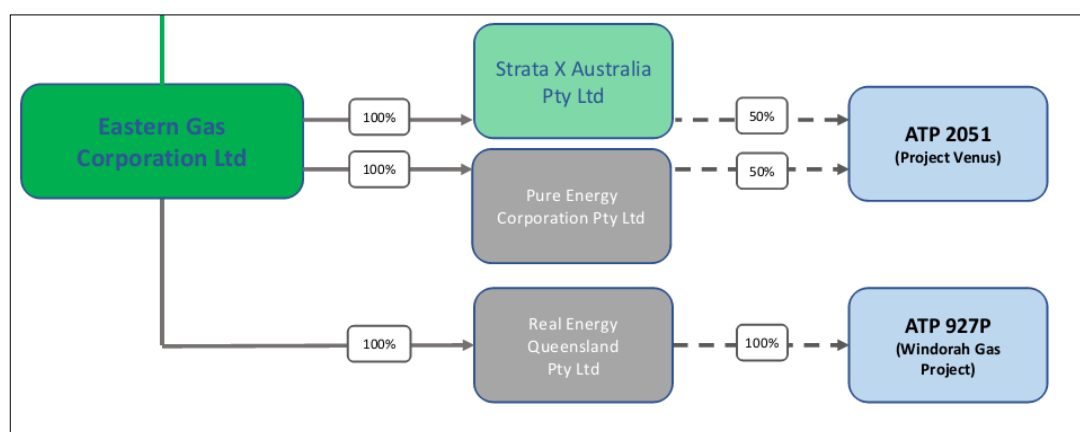 Strata X Australia
Pty Ltd
Eastern Gas
Corporation Ltd
100%
50%
ATP 2051
(Project Venus)
100%
50%
Pure Energy
Corporation Pty Ltd
Real Energy
Queensland
Pty Ltd
100%
100%
ATP 927P
(Windorah Gas
Project)